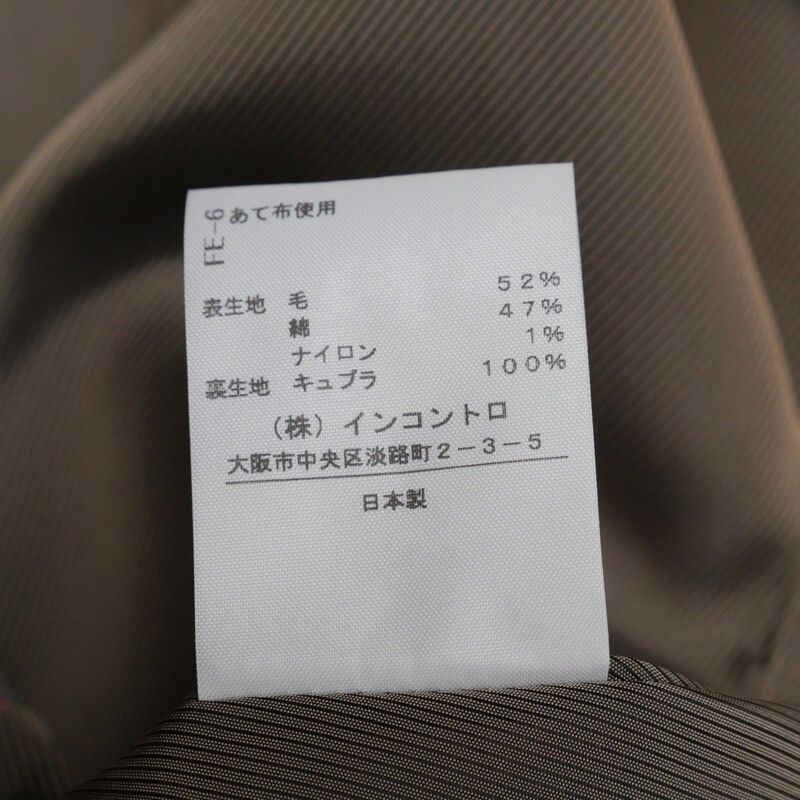 FE-6
あて布使用
表生地 毛 52%
綿 47%
ナイロン 1%
裏生地 キュプラ 100%
(株)インコントロ
大阪市中央区淡路町2-3-5
日本製